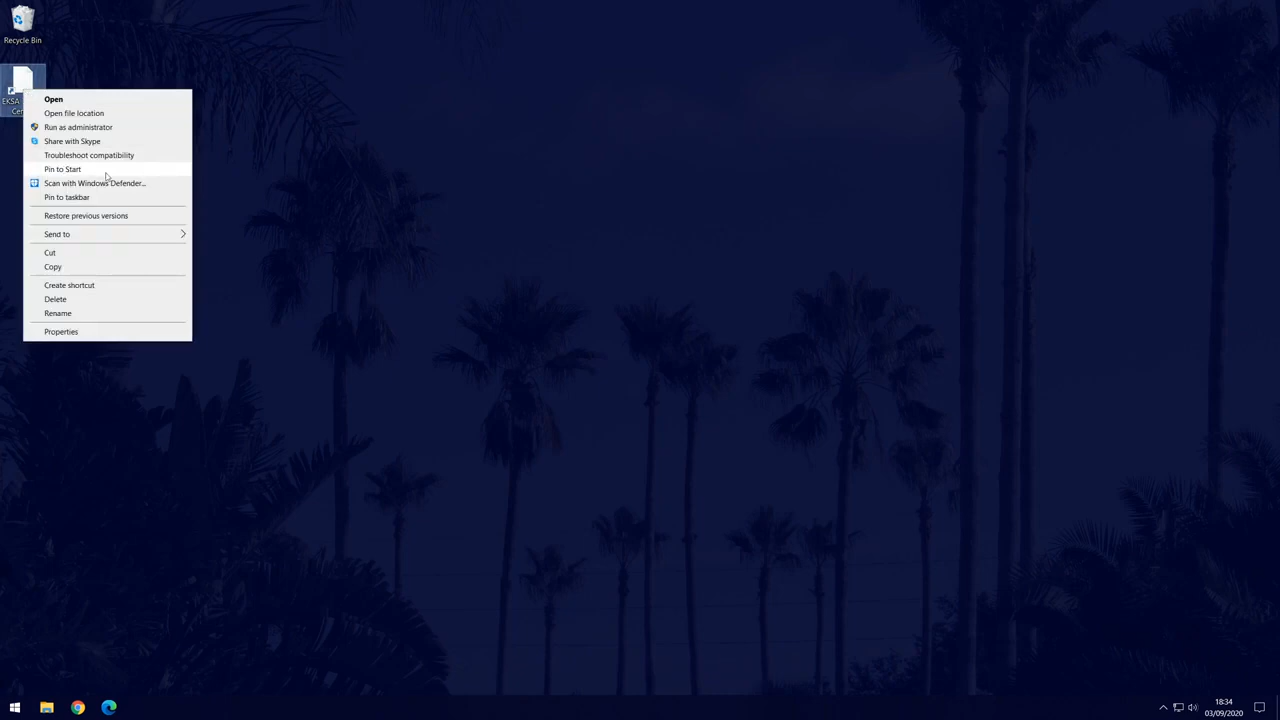 Recycle Bin
EKSA
Cen
Open
Open file location
Run as administrator
Share with Skype
Troubleshoot compatibility
Pin to Start
Scan with Windows Defender...
Pin to taskbar
Restore previous versions
Send to
Cut
Copy
Create shortcut
Delete
Rename
Properties
18:34
03/09/2020